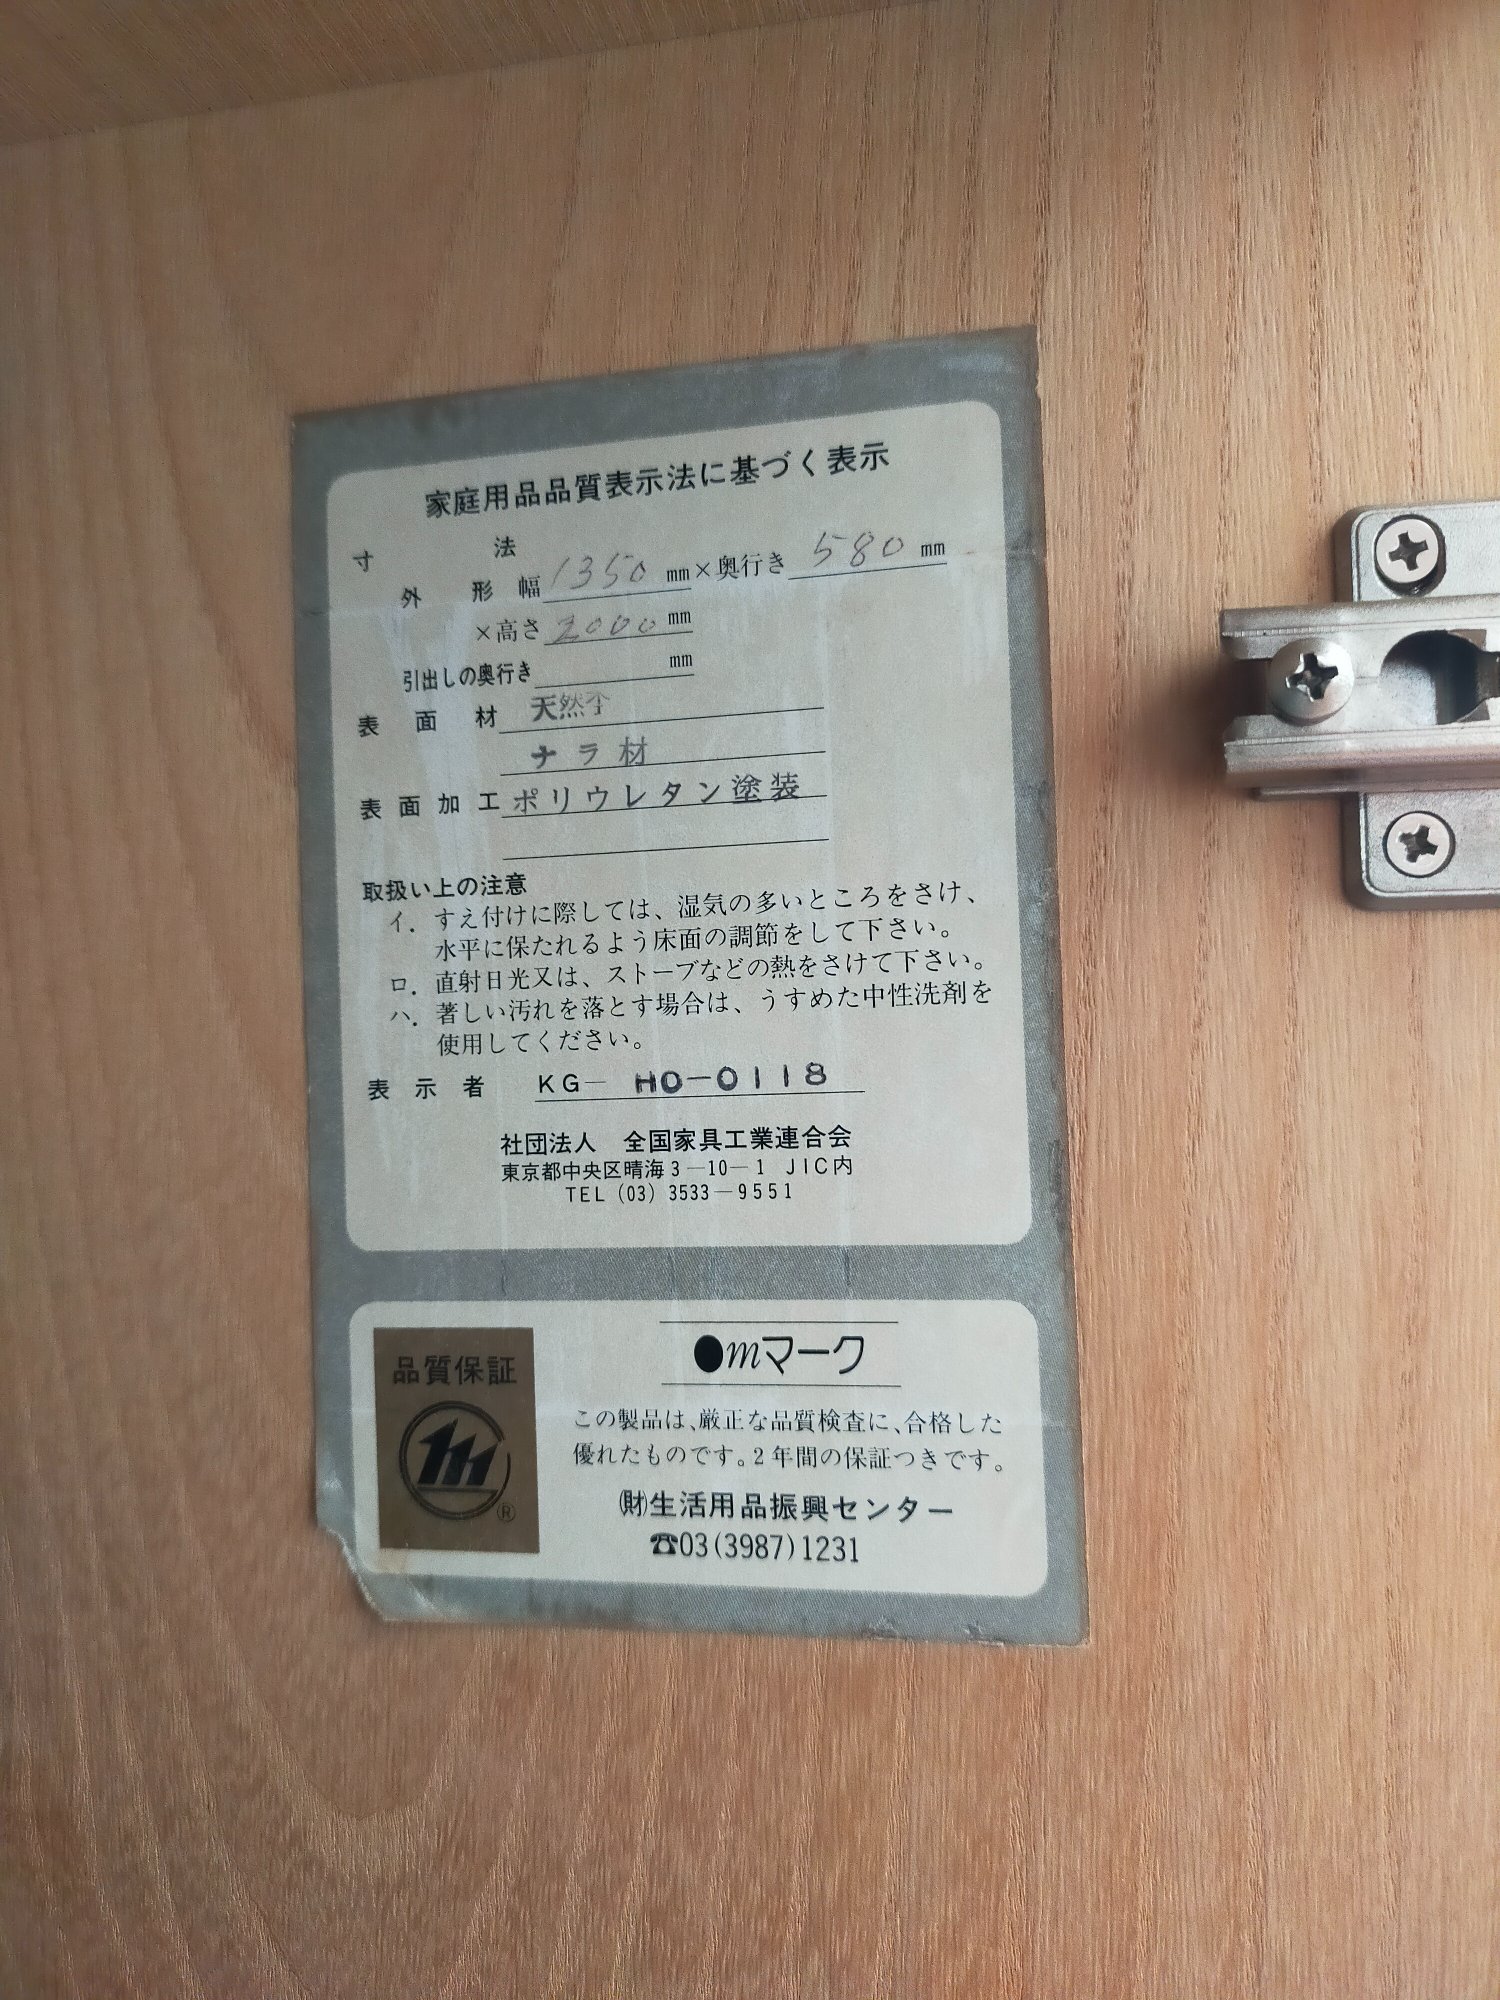 家庭用品品質表示法に基づく表示
寸法
外形幅 1350 mm×奥行き 580 mm
×高さ 2000 mm
引出しの奥行き mm
表面材 天然木
ナラ材
表面加工 ポリウレタン塗装
取扱い上の注意
イ. すえ付けに際しては、湿気の多いところをさけ、
水平に保たれるよう床面の調節をして下さい。
ロ. 直射日光又は、ストーブなどの熱をさけて下さい。
ハ. 著しい汚れを落とす場合は、うすめた中性洗剤を
使用してください。
表示者 KG- HO-0118
社団法人 全国家具工業連合会
東京都中央区晴海3-10-1 JIC内
TEL (03) 3533-9551
品質保証
m
®
●mマーク
この製品は、厳正な品質検査に、合格した
優れたものです。2年間の保証つきです。
㈶生活用品振興センター
☎03(3987)1231